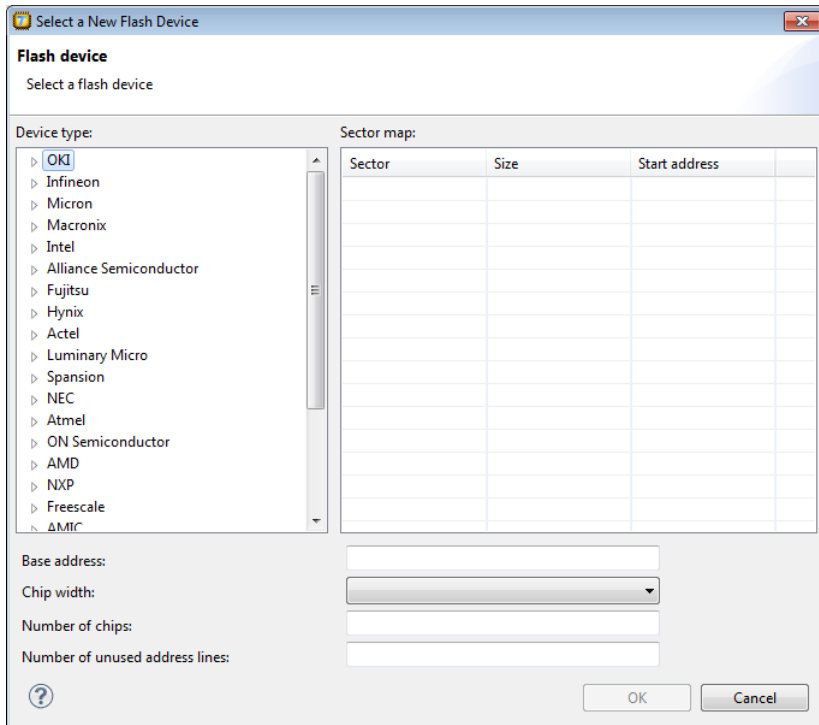 Select a New Flash Device
Flash device
Select a flash device
Device type:
Sector map:
OKI
Infineon
Micron
Macronix
Intel
Alliance Semiconductor
Fujitsu
Hynix
Actel
Luminary Micro
Spansion
NEC
Atmel
ON Semiconductor
AMD
NXP
Freescale
AMIC
Sector Size Start address
Base address:
Chip width:
Number of chips:
Number of unused address lines:
? OK Cancel